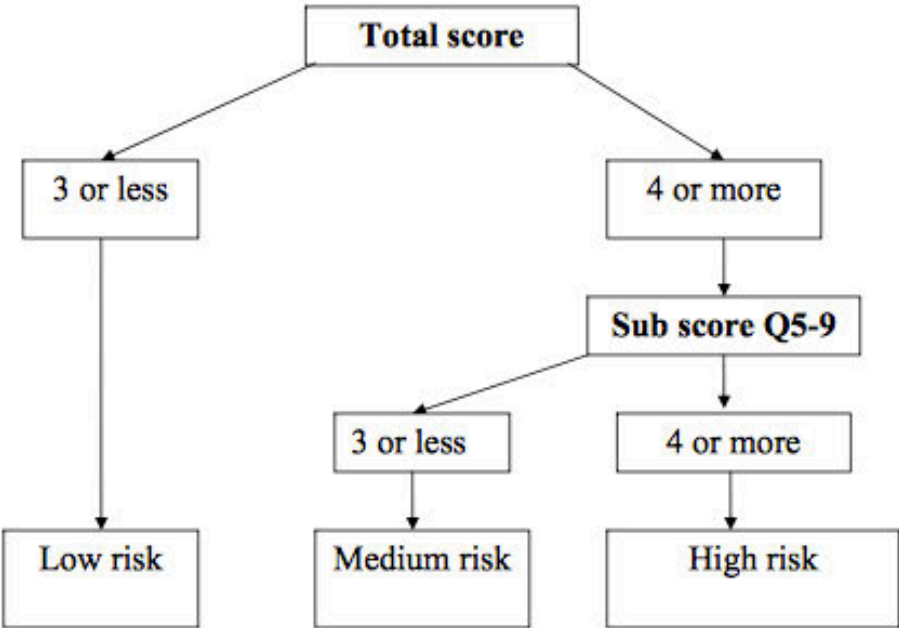 Total score
3 or less
4 or more
Sub score Q5-9
3 or less
4 or more
Low risk
Medium risk
High risk